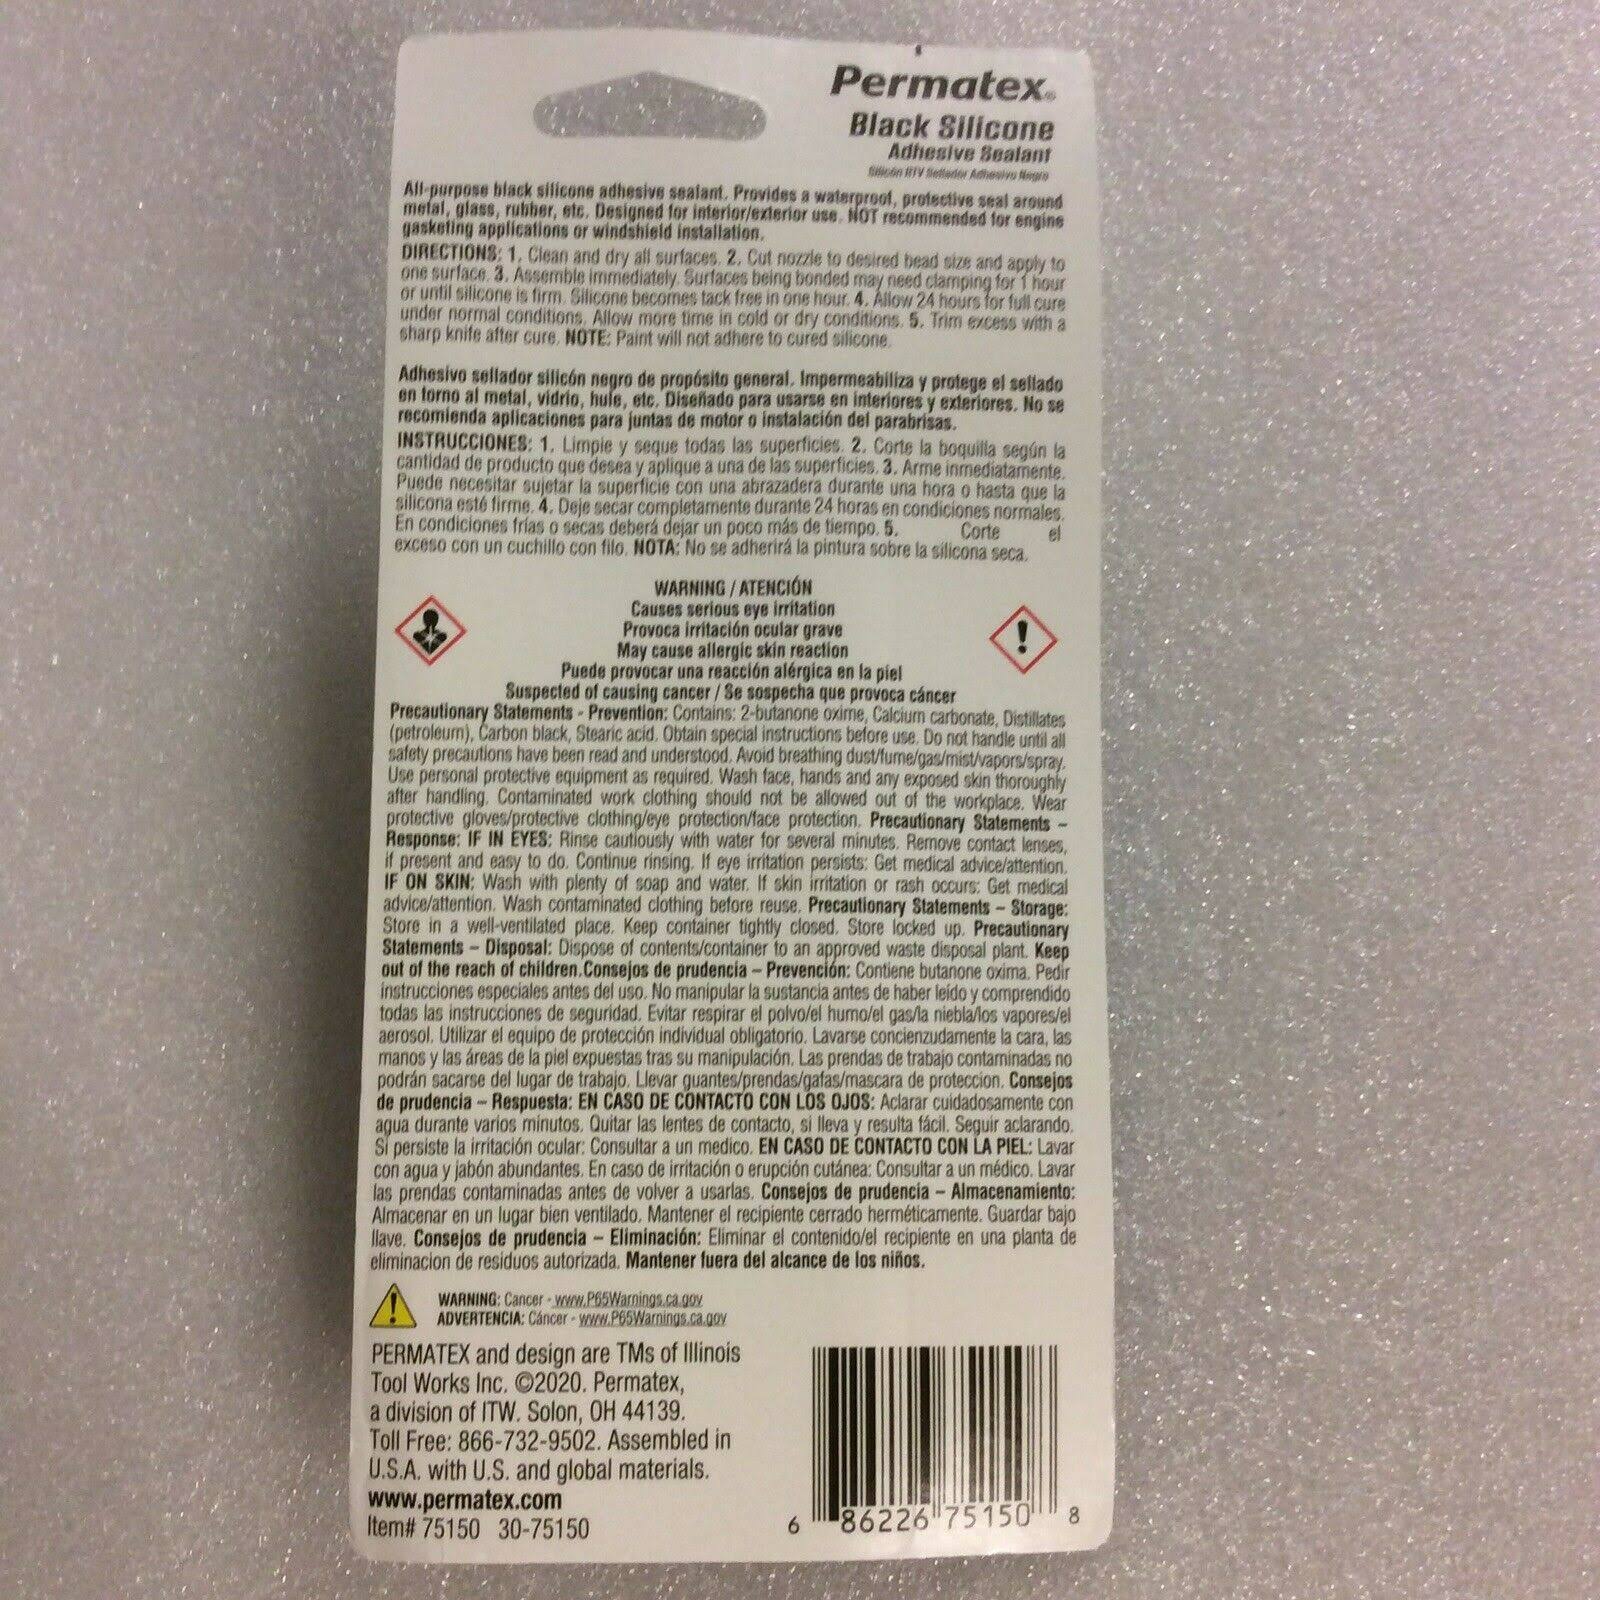 Permatex®
Black Silicone
Adhesive Sealant
Silicón RTV Sellador Adhesivo Negro
All-purpose black silicone adhesive sealant. Provides a waterproof, protective seal around
metal, glass, rubber, etc. Designed for interior/exterior use. NOT recommended for engine
gasketing applications or windshield installation.
DIRECTIONS: 1. Clean and dry all surfaces. 2. Cut nozzle to desired bead size and apply to
one surface. 3. Assemble immediately. Surfaces being bonded may need clamping for 1 hour
or until silicone is firm. Silicone becomes tack free in one hour. 4. Allow 24 hours for full cure
under normal conditions. Allow more time in cold or dry conditions. 5. Trim excess with a
sharp knife after cure. NOTE: Paint will not adhere to cured silicone.
Adhesivo sellador silicón negro de propósito general. Impermeabiliza y protege el sellado
en torno al metal, vidrio, hule, etc. Diseñado para usarse en interiores y exteriores. No se
recomienda aplicaciones para juntas de motor o instalación del parabrisas.
INSTRUCCIONES: 1. Limpie y seque todas las superficies. 2. Corte la boquilla según la
cantidad de producto que desea y aplique a una de las superficies. 3. Arme inmediatamente.
Puede necesitar sujetar la superficie con una abrazadera durante una hora o hasta que la
silicona esté firme. 4. Deje secar completamente durante 24 horas en condiciones normales.
En condiciones frías o secas deberá dejar un poco más de tiempo. 5. Corte el
exceso con un cuchillo con filo. NOTA: No se adherirá la pintura sobre la silicona seca.
WARNING / ATENCIÓN
Causes serious eye irritation
Provoca irritación ocular grave
May cause allergic skin reaction
Puede provocar una reacción alérgica en la piel
Suspected of causing cancer / Se sospecha que provoca cáncer
Precautionary Statements - Prevention: Contains: 2-butanone oxime, Calcium carbonate, Distillates
(petroleum), Carbon black, Stearic acid. Obtain special instructions before use. Do not handle until all
safety precautions have been read and understood. Avoid breathing dust/fume/gas/mist/vapors/spray.
Use personal protective equipment as required. Wash face, hands and any exposed skin thoroughly
after handling. Contaminated work clothing should not be allowed out of the workplace. Wear
protective gloves/protective clothing/eye protection/face protection. Precautionary Statements –
Response: IF IN EYES: Rinse cautiously with water for several minutes. Remove contact lenses,
if present and easy to do. Continue rinsing. If eye irritation persists: Get medical advice/attention.
IF ON SKIN: Wash with plenty of soap and water. If skin irritation or rash occurs: Get medical
advice/attention. Wash contaminated clothing before reuse. Precautionary Statements – Storage:
Store in a well-ventilated place. Keep container tightly closed. Store locked up. Precautionary
Statements – Disposal: Dispose of contents/container to an approved waste disposal plant. Keep
out of the reach of children.Consejos de prudencia – Prevención: Contiene butanone oxima. Pedir
instrucciones especiales antes del uso. No manipular la sustancia antes de haber leído y comprendido
todas las instrucciones de seguridad. Evitar respirar el polvo/el humo/el gas/la niebla/los vapores/el
aerosol. Utilizar el equipo de protección individual obligatorio. Lavarse concienzudamente la cara, las
manos y las áreas de la piel expuestas tras su manipulación. Las prendas de trabajo contaminadas no
podrán sacarse del lugar de trabajo. Llevar guantes/prendas/gafas/mascara de proteccion. Consejos
de prudencia – Respuesta: EN CASO DE CONTACTO CON LOS OJOS: Aclarar cuidadosamente con
agua durante varios minutos. Quitar las lentes de contacto, si lleva y resulta fácil. Seguir aclarando.
Si persiste la irritación ocular: Consultar a un medico. EN CASO DE CONTACTO CON LA PIEL: Lavar
con agua y jabón abundantes. En caso de irritación o erupción cutánea: Consultar a un médico. Lavar
las prendas contaminadas antes de volver a usarlas. Consejos de prudencia – Almacenamiento:
Almacenar en un lugar bien ventilado. Mantener el recipiente cerrado herméticamente. Guardar bajo
llave. Consejos de prudencia – Eliminación: Eliminar el contenido/el recipiente en una planta de
eliminacion de residuos autorizada. Mantener fuera del alcance de los niños.
WARNING: Cancer - www.P65Warnings.ca.gov
ADVERTENCIA: Cáncer - www.P65Warnings.ca.gov
PERMATEX and design are TMs of Illinois
Tool Works Inc. ©2020. Permatex,
a division of ITW. Solon, OH 44139.
Toll Free: 866-732-9502. Assembled in
U.S.A. with U.S. and global materials.
www.permatex.com
Item# 75150 30-75150
6 86226 75150 8